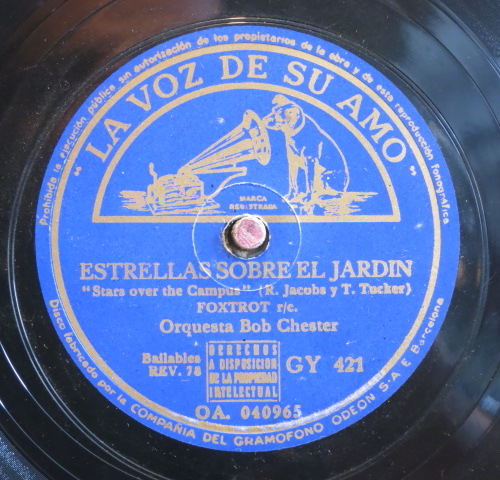 Prohibida la ejecución pública sin autorización de los propietarios de la obra y de esta reproducción fonográfica
"LA VOZ DE SU AMO"
MARCA
REGISTRADA
ESTRELLAS SOBRE EL JARDIN
"Stars over the Campus" (R. Jacobs y T. Tucker)
FOXTROT r/c.
Orquesta Bob Chester
Bailables
REV. 78
DERECHOS
A DISPOSICIÓN
DE LA PROPIEDAD
INTELECTUAL
GY 421
OA. 040965
Disco fabricado por la COMPAÑIA DEL GRAMOFONO ODEON S·A·E Barcelona